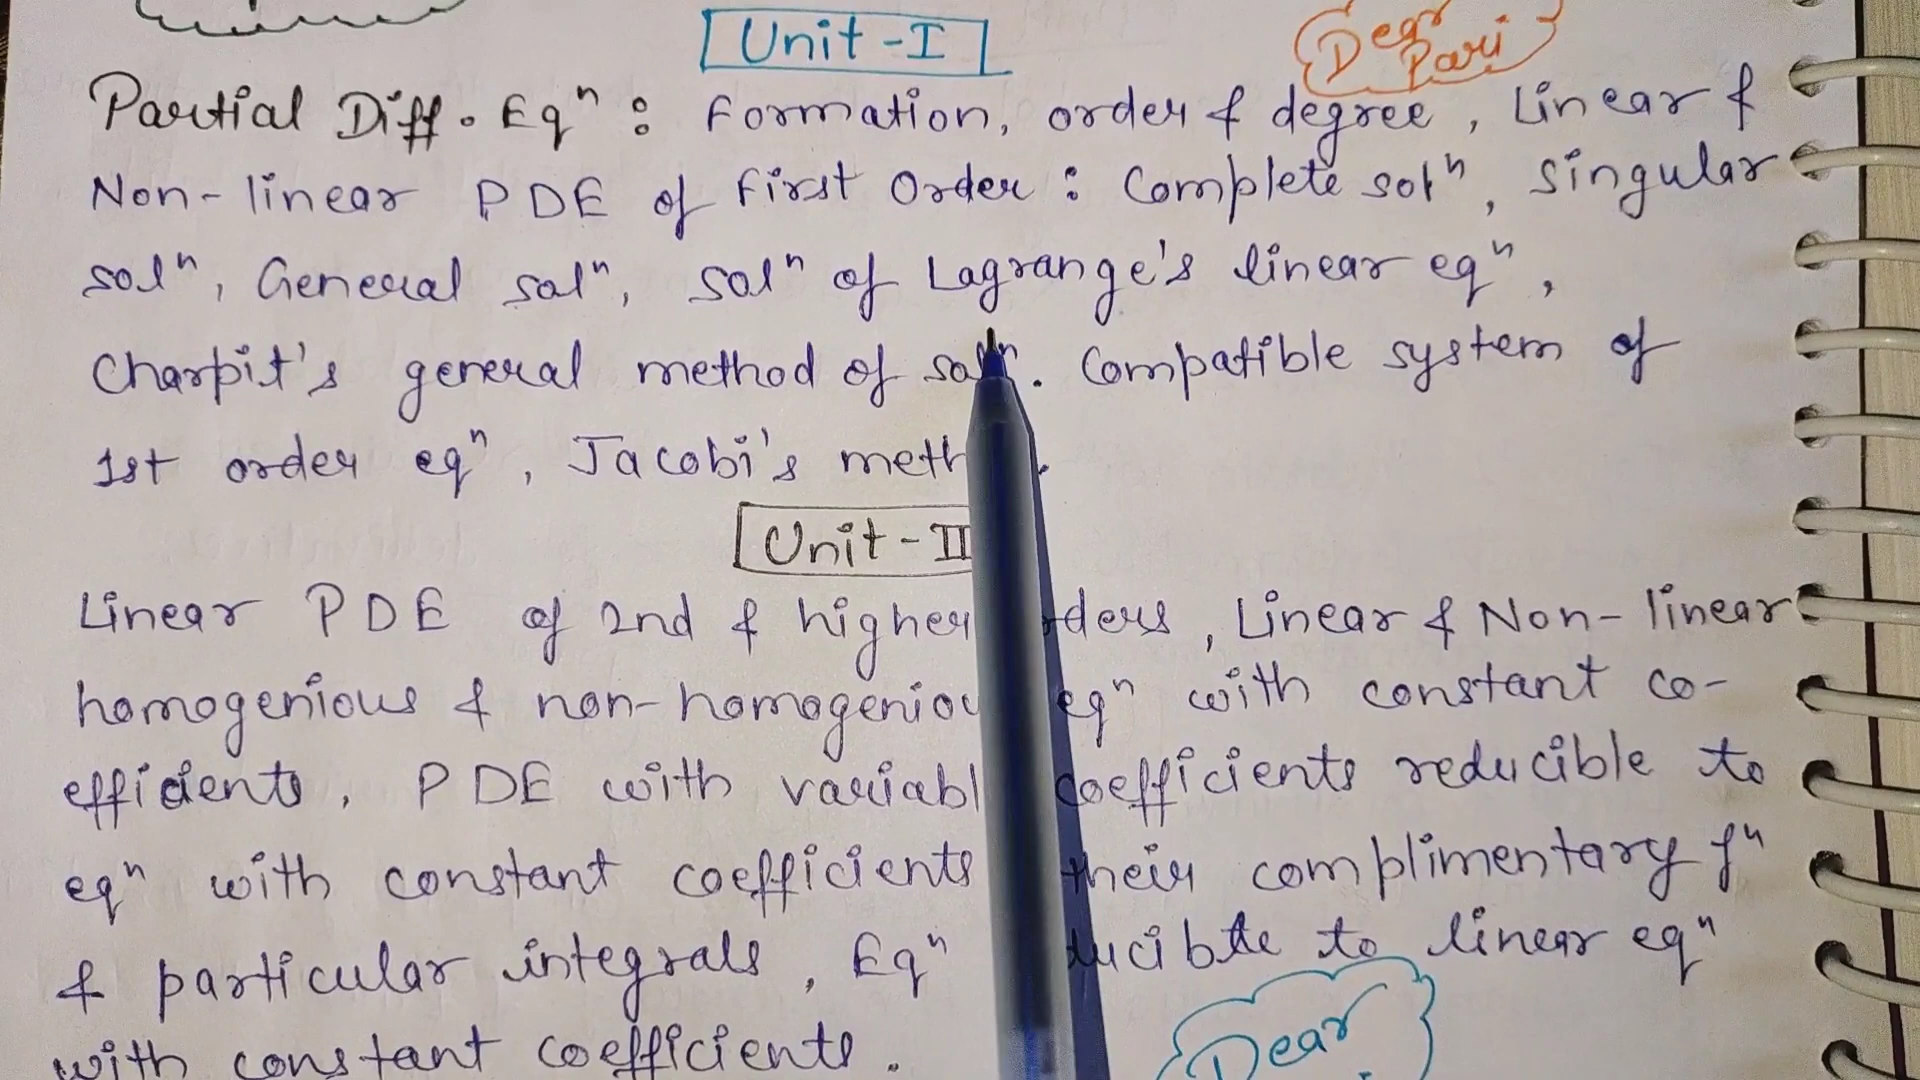 Unit-I
Dear Pari
Partial Diff. Eqⁿ : Formation, order & degree, Linear &
Non-linear PDE of First Order : Complete solⁿ, Singular
solⁿ, General solⁿ, solⁿ of Lagrange's linear eqⁿ,
Charpit's general method of solⁿ. Compatible system of
1st order eqⁿ, Jacobi's meth
Unit-II
Linear PDE of 2nd & higher ders, Linear & Non-linear
homogenious & non-homogeniou eqⁿ with constant co-
efficients, PDE with variabl coefficients reducible to
eqⁿ with constant coefficients their complimentary fⁿ
& particular integrals, Eqⁿ ucible to linear eqⁿ
with constant coefficients.
Dear